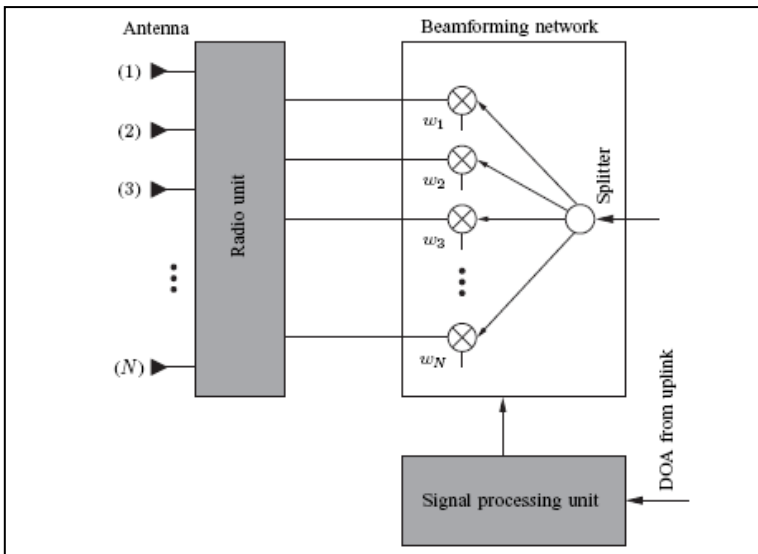 Antenna
Beamforming network
(1)
(2)
(3)
(N)
Radio unit
w1
w2
w3
wN
Splitter
DOA from uplink
Signal processing unit